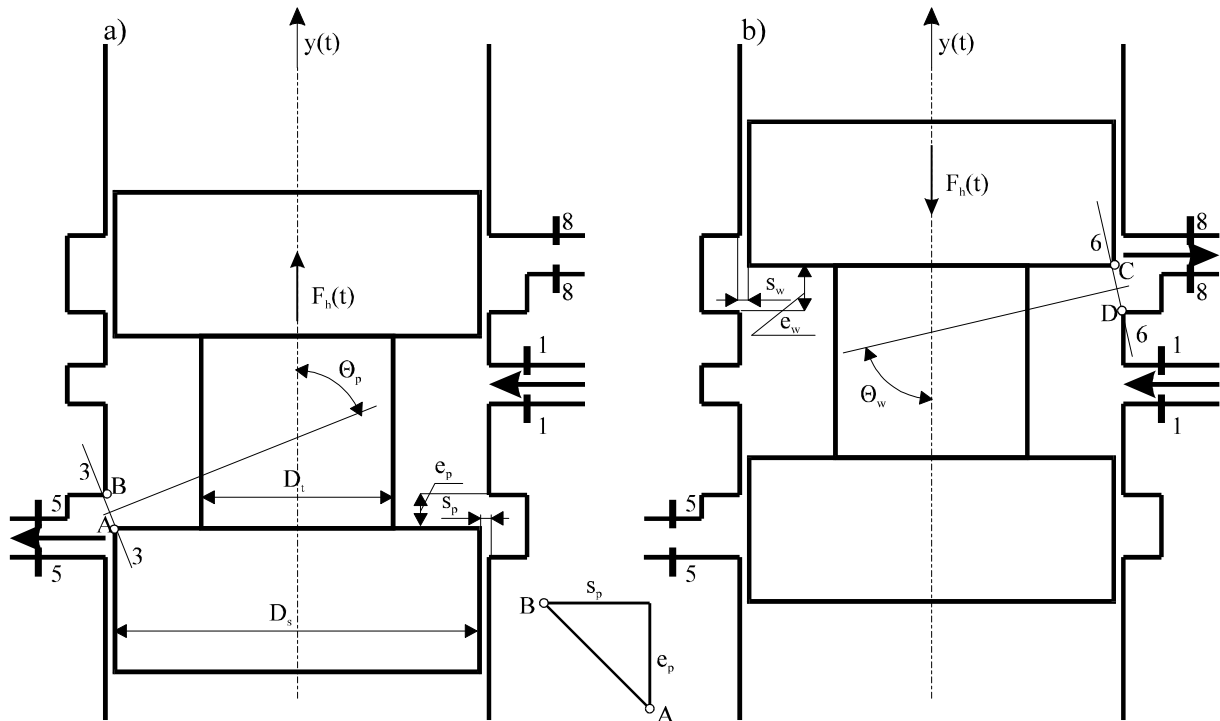 a)
y(t)
8
8
F_h(t)
1
Θ_p
1
3
B
D_t
e_p
s_p
5
A
3
5
D_s
B
s_p
e_p
A
b)
y(t)
F_h(t)
8
6
C
s_w
8
e_w
D
6
1
Θ_w
1
5
5